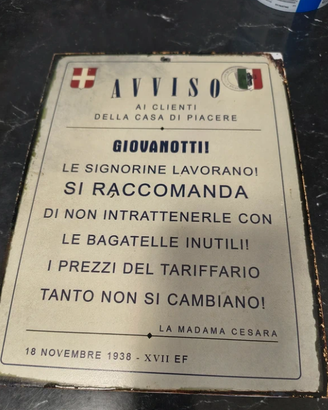 AVVISO
AI CLIENTI
DELLA CASA DI PIACERE
GIOVANOTTI!
LE SIGNORINE LAVORANO!
SI RACCOMANDA
DI NON INTRATTENERLE CON
LE BAGATELLE INUTILI!
I PREZZI DEL TARIFFARIO
TANTO NON SI CAMBIANO!
LA MADAMA CESARA
18 NOVEMBRE 1938 - XVII EF